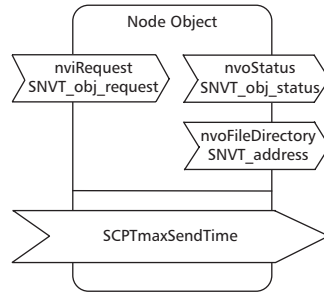 Node Object
nviRequest
SNVT_obj_request
nvoStatus
SNVT_obj_status
nvoFileDirectory
SNVT_address
SCPTmaxSendTime